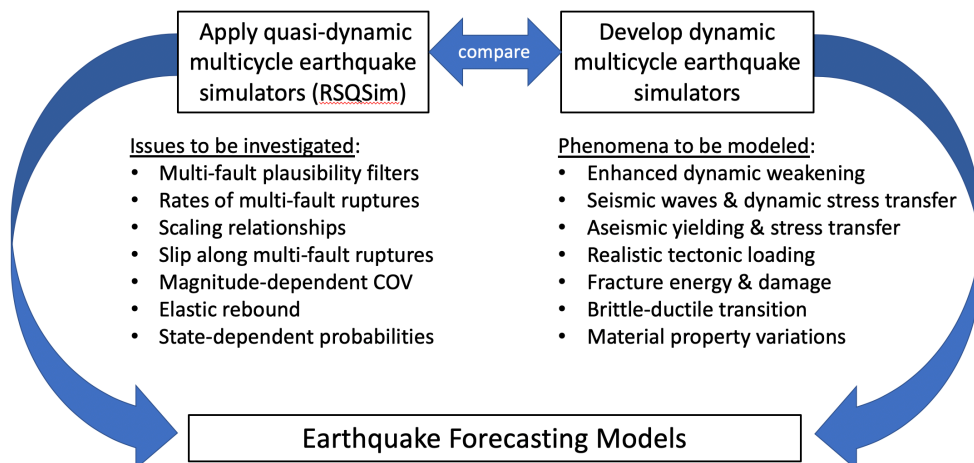 Apply quasi-dynamic
multicycle earthquake
simulators (RSQSim)
compare
Develop dynamic
multicycle earthquake
simulators
Issues to be investigated:
• Multi-fault plausibility filters
• Rates of multi-fault ruptures
• Scaling relationships
• Slip along multi-fault ruptures
• Magnitude-dependent COV
• Elastic rebound
• State-dependent probabilities
Phenomena to be modeled:
• Enhanced dynamic weakening
• Seismic waves & dynamic stress transfer
• Aseismic yielding & stress transfer
• Realistic tectonic loading
• Fracture energy & damage
• Brittle-ductile transition
• Material property variations
Earthquake Forecasting Models